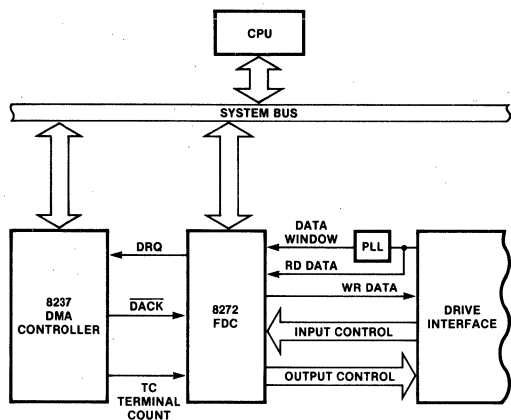 CPU
SYSTEM BUS
8237
DMA
CONTROLLER
DRQ
DACK
TC
TERMINAL
COUNT
8272
FDC
DATA
WINDOW
PLL
RD DATA
WR DATA
INPUT CONTROL
OUTPUT CONTROL
DRIVE
INTERFACE